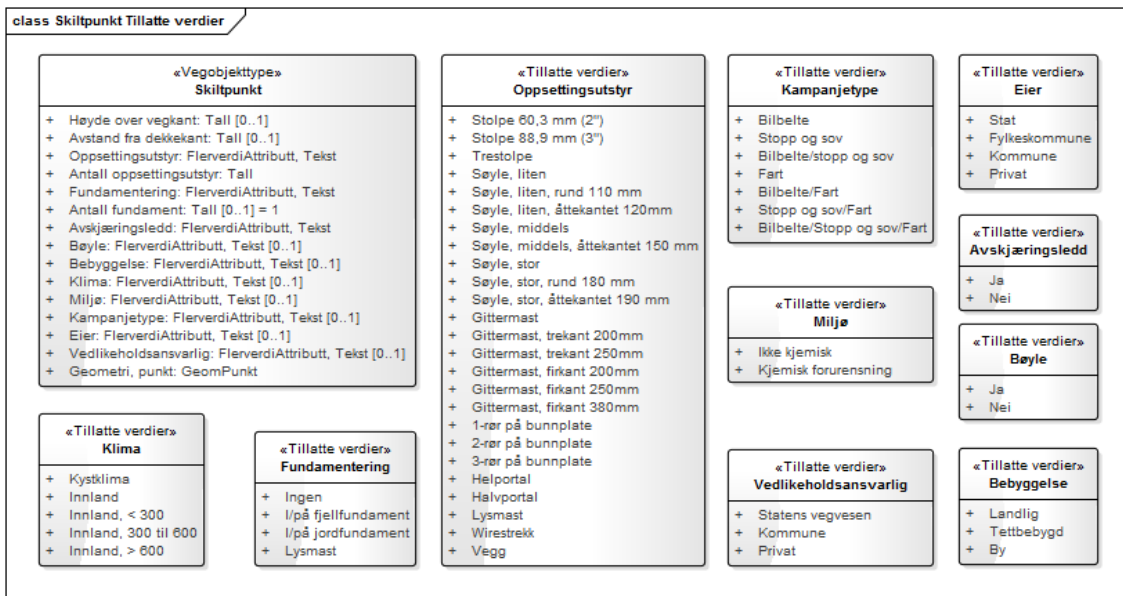 class Skiltpunkt Tillatte verdier
«Vegobjekttype»
Skiltpunkt
+ Høyde over vegkant: Tall [0..1]
+ Avstand fra dekkekant: Tall [0..1]
+ Oppsettingsutstyr: FlerverdiAttributt, Tekst
+ Antall oppsettingsutstyr: Tall
+ Fundamentering: FlerverdiAttributt, Tekst
+ Antall fundament: Tall [0..1] = 1
+ Avskjæringsledd: FlerverdiAttributt, Tekst
+ Bøyle: FlerverdiAttributt, Tekst [0..1]
+ Bebyggelse: FlerverdiAttributt, Tekst [0..1]
+ Klima: FlerverdiAttributt, Tekst [0..1]
+ Miljø: FlerverdiAttributt, Tekst [0..1]
+ Kampanjetype: FlerverdiAttributt, Tekst [0..1]
+ Eier: FlerverdiAttributt, Tekst [0..1]
+ Vedlikeholdsansvarlig: FlerverdiAttributt, Tekst [0..1]
+ Geometri, punkt: GeomPunkt
«Tillatte verdier»
Klima
+ Kystklima
+ Innland
+ Innland, < 300
+ Innland, 300 til 600
+ Innland, > 600
«Tillatte verdier»
Fundamentering
+ Ingen
+ I/på fjellfundament
+ I/på jordfundament
+ Lysmast
«Tillatte verdier»
Oppsettingsutstyr
+ Stolpe 60,3 mm (2")
+ Stolpe 88,9 mm (3")
+ Trestolpe
+ Søyle, liten
+ Søyle, liten, rund 110 mm
+ Søyle, liten, åttekantet 120mm
+ Søyle, middels
+ Søyle, middels, åttekantet 150 mm
+ Søyle, stor
+ Søyle, stor, rund 180 mm
+ Søyle, stor, åttekantet 190 mm
+ Gittermast
+ Gittermast, trekant 200mm
+ Gittermast, trekant 250mm
+ Gittermast, firkant 200mm
+ Gittermast, firkant 250mm
+ Gittermast, firkant 380mm
+ 1-rør på bunnplate
+ 2-rør på bunnplate
+ 3-rør på bunnplate
+ Helportal
+ Halvportal
+ Lysmast
+ Wirestrekk
+ Vegg
«Tillatte verdier»
Kampanjetype
+ Bilbelte
+ Stopp og sov
+ Bilbelte/stopp og sov
+ Fart
+ Bilbelte/Fart
+ Stopp og sov/Fart
+ Bilbelte/Stopp og sov/Fart
«Tillatte verdier»
Miljø
+ Ikke kjemisk
+ Kjemisk forurensning
«Tillatte verdier»
Vedlikeholdsansvarlig
+ Statens vegvesen
+ Kommune
+ Privat
«Tillatte verdier»
Eier
+ Stat
+ Fylkeskommune
+ Kommune
+ Privat
«Tillatte verdier»
Avskjæringsledd
+ Ja
+ Nei
«Tillatte verdier»
Bøyle
+ Ja
+ Nei
«Tillatte verdier»
Bebyggelse
+ Landlig
+ Tettbebygd
+ By